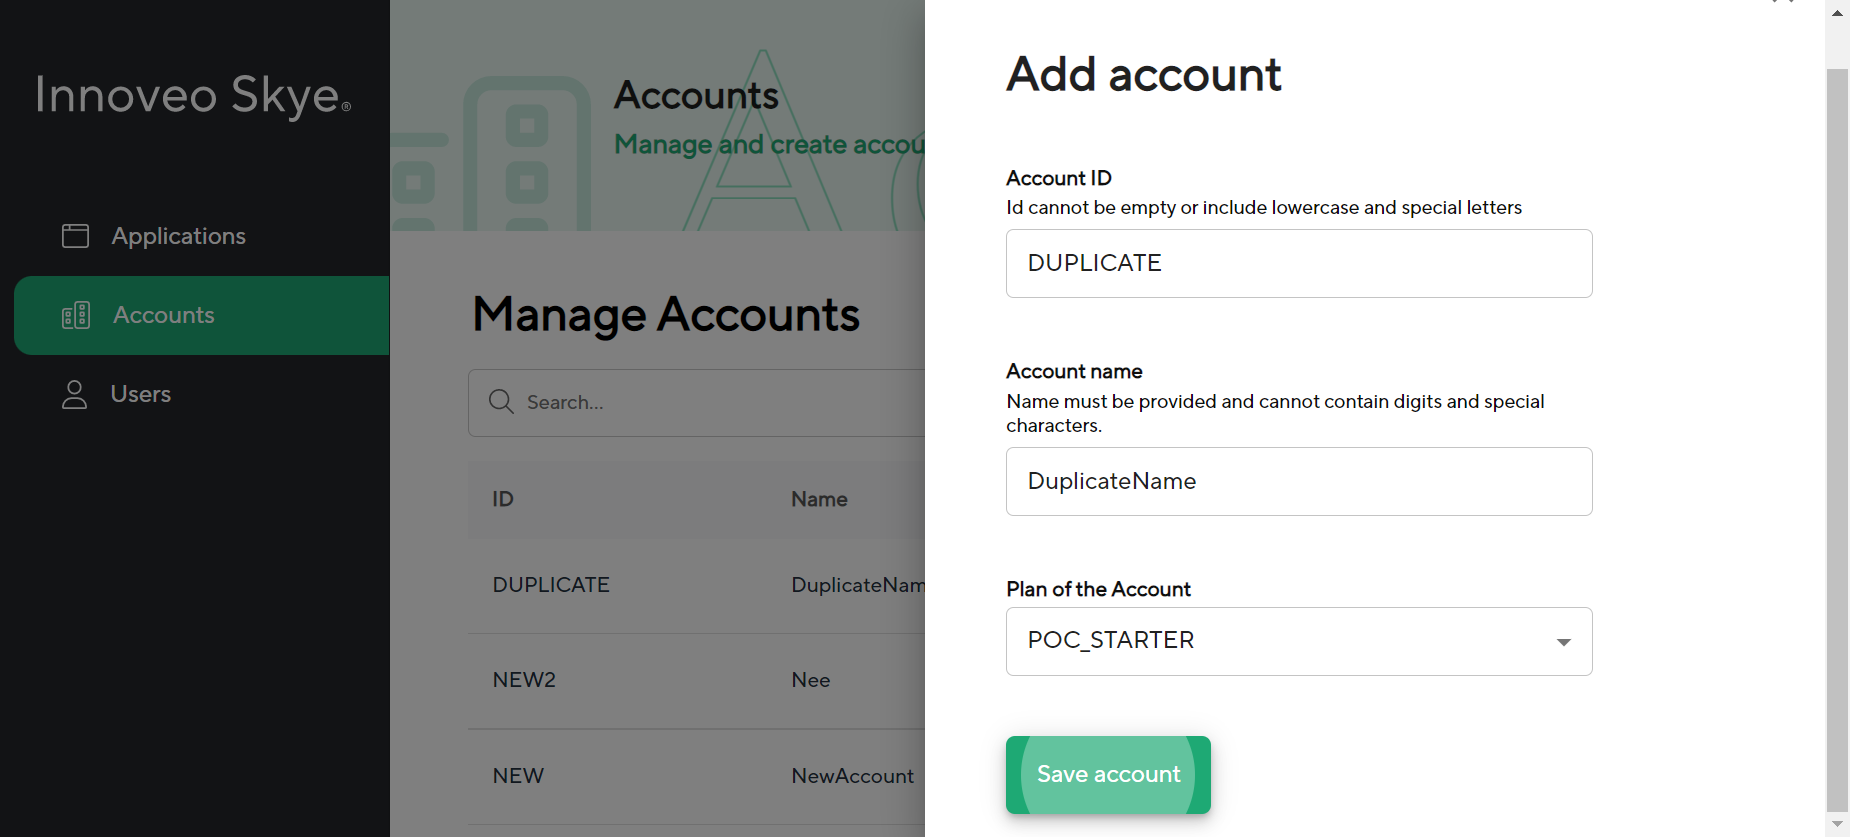 Innoveo Skye®
Applications
Accounts
Users
Accounts
Manage and create accou
Manage Accounts
Search...
ID Name
DUPLICATE DuplicateNam
NEW2 Nee
NEW NewAccount
Add account
Account ID
Id cannot be empty or include lowercase and special letters
DUPLICATE
Account name
Name must be provided and cannot contain digits and special
characters.
DuplicateName
Plan of the Account
POC_STARTER
Save account